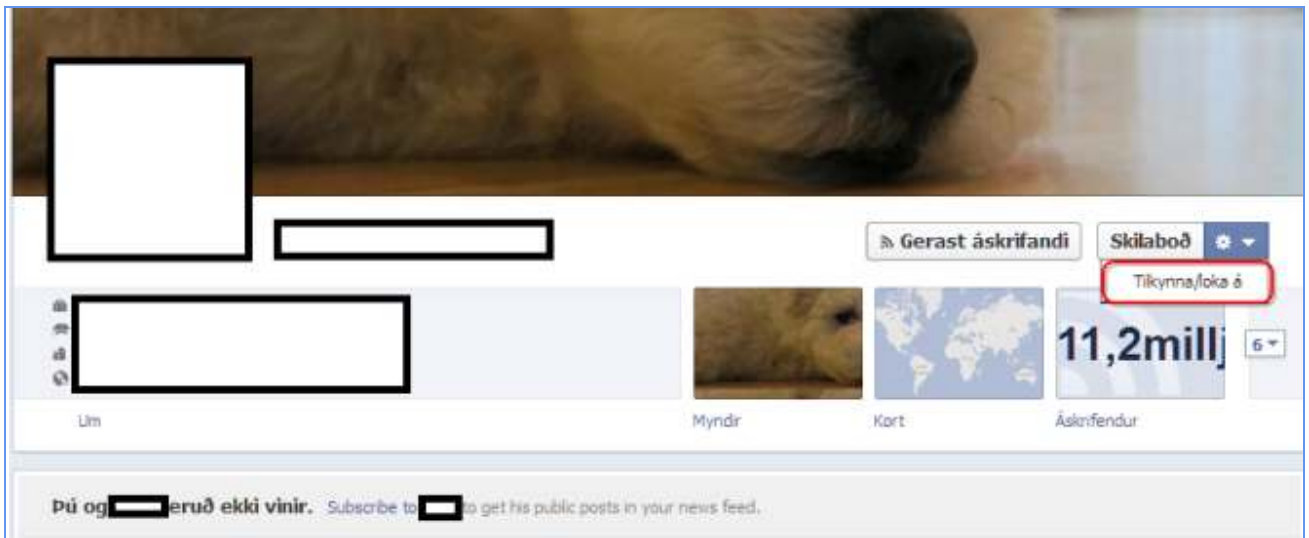 Gerast áskrifandi
Skilaboð
Tilkynna/loka á
11,2millj
6
Um
Myndir
Kort
Áskrifendur
Þú og eruð ekki vinir. Subscribe to to get his public posts in your news feed.